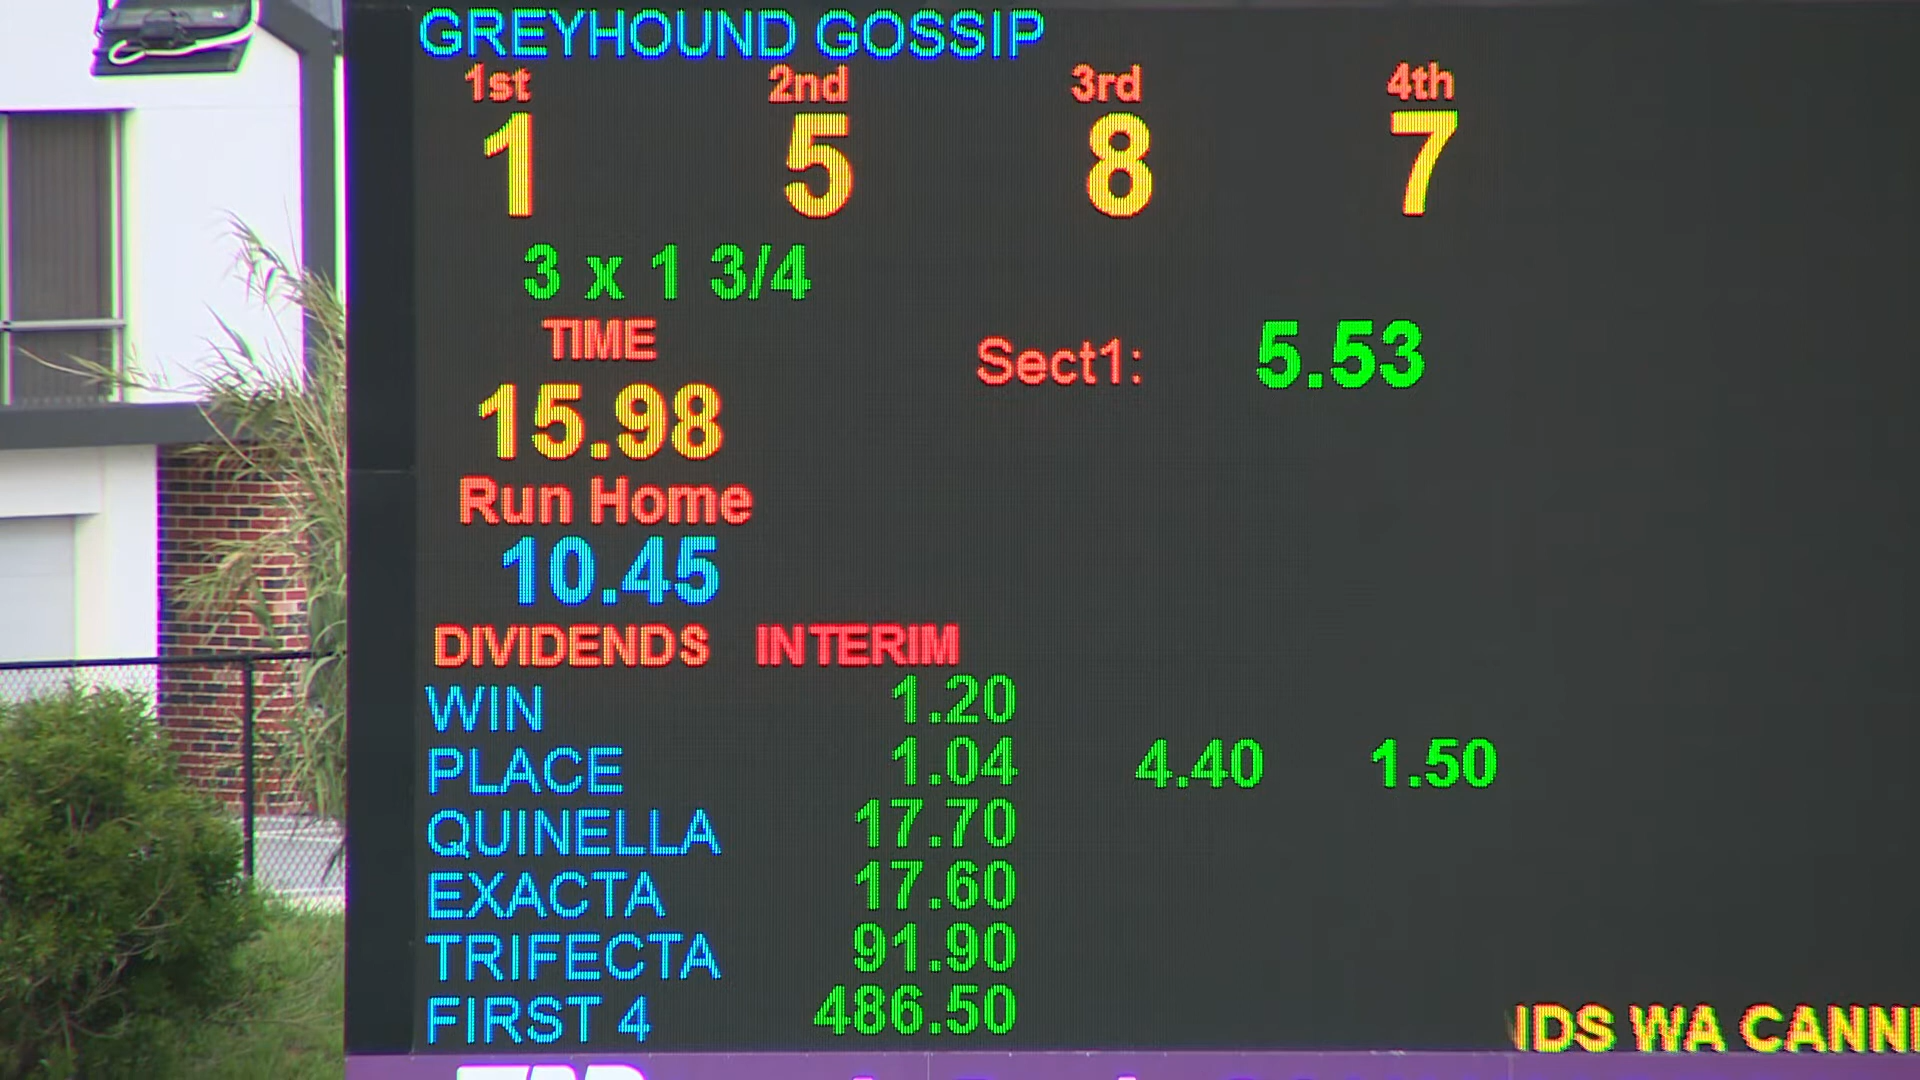 GREYHOUND GOSSIP
1st 2nd 3rd 4th
1 5 8 7
3 x 1 3/4
TIME
Sect1: 5.53
15.98
Run Home
10.45
DIVIDENDS INTERIM
WIN 1.20
PLACE 1.04 4.40 1.50
QUINELLA 17.70
EXACTA 17.60
TRIFECTA 91.90
FIRST 4 486.50
IDS WA CANNI